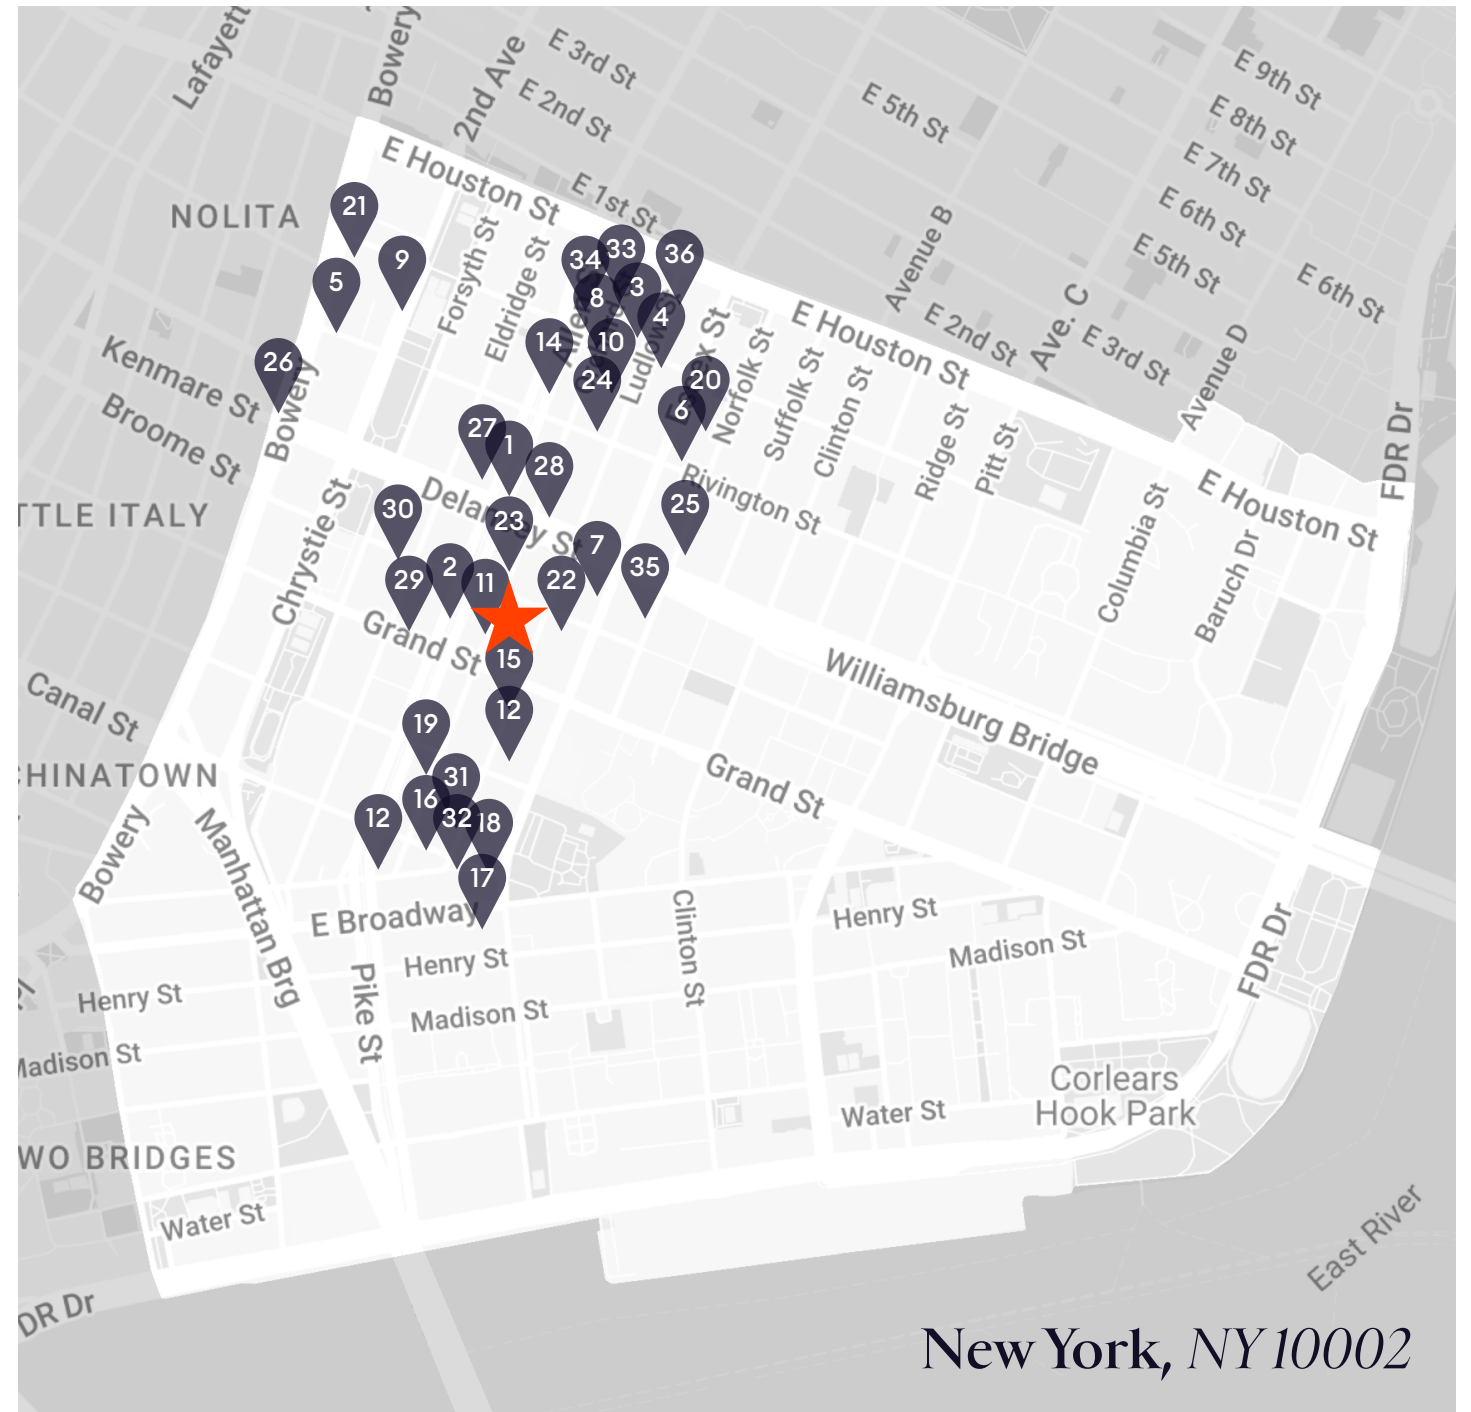 Lafayett
Bowery
2nd Ave
E 3rd St
E 2nd St
E 5th St
E 9th St
E 8th St
E 7th St
E 6th St
E 5th St
E 6th St
E Houston St
E 1st St
NOLITA
21
9
5
26
Forsyth St
Eldridge St
34
33
36
3
8
4
14
10
24
20
6
Ludlow St
Norfolk St
Suffolk St
Clinton St
Ridge St
Pitt St
Avenue B
E 2nd St
Ave. C
E 3rd St
Avenue D
E Houston St
E Houston St
FDR Dr
Kenmare St
Broome St
Bowery
27
1
28
Delancey St
Rivington St
25
30
23
7
35
29
2
11
22
15
12
TTLE ITALY
Chrystie St
Grand St
Columbia St
Baruch Dr
Williamsburg Bridge
Canal St
CHINATOWN
Bowery
Manhattan Brg
19
31
16
12
32
18
17
Grand St
E Broadway
Henry St
Madison St
Pike St
Clinton St
Henry St
Madison St
FDR Dr
Henry St
Madison St
Corlears
Hook Park
Water St
WO BRIDGES
Water St
DR Dr
East River
New York, NY 10002